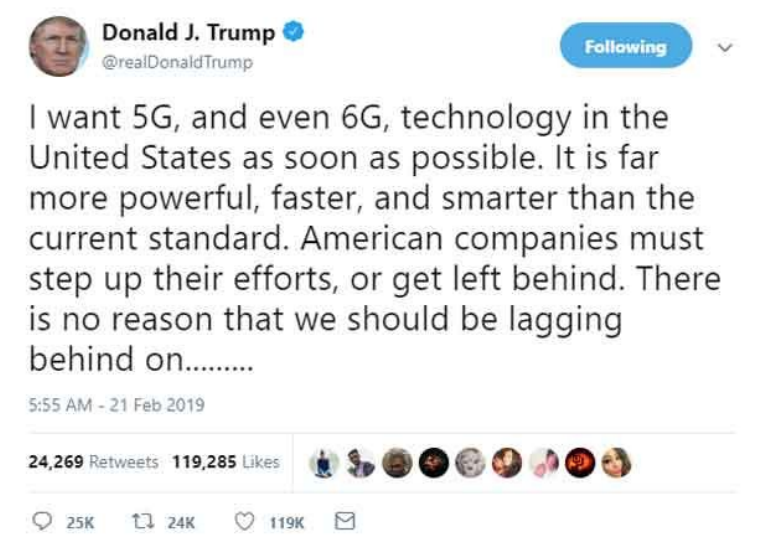 Donald J. Trump
@realDonaldTrump
Following
I want 5G, and even 6G, technology in the
United States as soon as possible. It is far
more powerful, faster, and smarter than the
current standard. American companies must
step up their efforts, or get left behind. There
is no reason that we should be lagging
behind on.........
5:55 AM - 21 Feb 2019
24,269 Retweets 119,285 Likes
25K 24K 119K